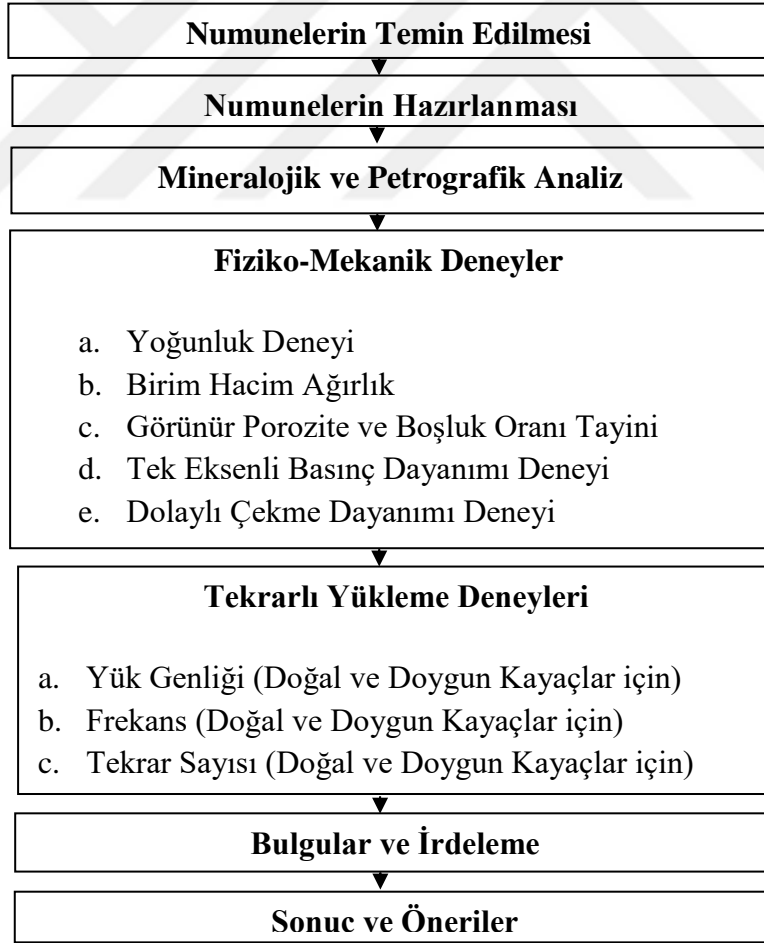 Numunelerin Temin Edilmesi
Numunelerin Hazırlanması
Mineralojik ve Petrografik Analiz
Fiziko-Mekanik Deneyler
a. Yoğunluk Deneyi
b. Birim Hacim Ağırlık
c. Görünür Porozite ve Boşluk Oranı Tayini
d. Tek Eksenli Basınç Dayanımı Deneyi
e. Dolaylı Çekme Dayanımı Deneyi
Tekrarlı Yükleme Deneyleri
a. Yük Genliği (Doğal ve Doygun Kayaçlar için)
b. Frekans (Doğal ve Doygun Kayaçlar için)
c. Tekrar Sayısı (Doğal ve Doygun Kayaçlar için)
Bulgular ve İrdeleme
Sonuc ve Öneriler